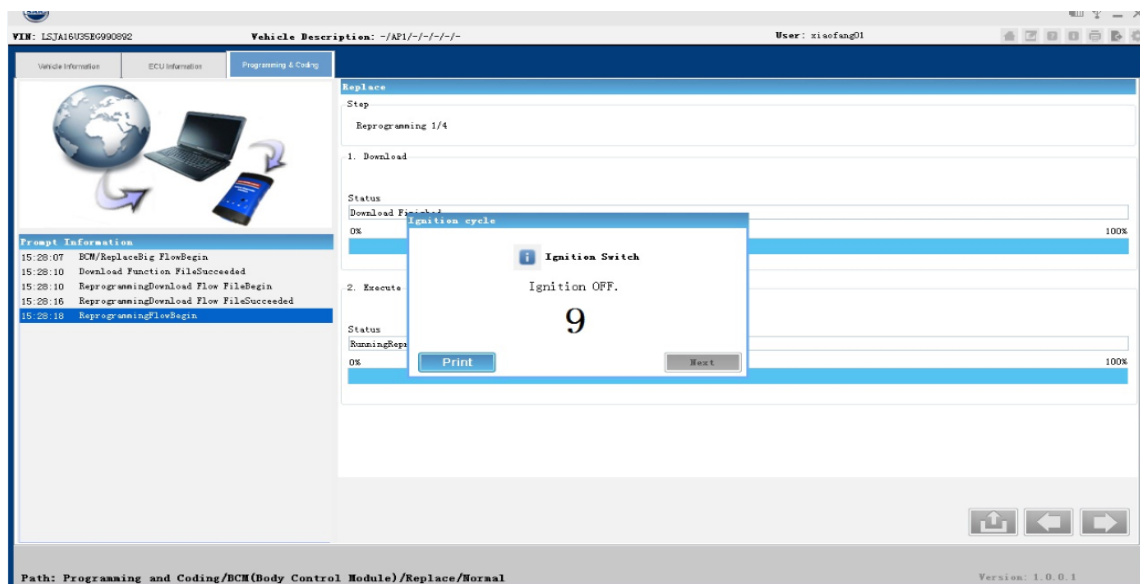 VIN: LSJA16U35EG990892 Vehicle Description: -/AP1/-/-/-/-/- User: xiaofang01
Vehicle Information ECU Information Programming & Coding
Replace
Step
Reprogramming 1/4
1. Download
Status
Download Finished
0% 100%
Ignition cycle
Ignition Switch
Ignition OFF.
9
Print Next
Prompt Information
15:28:07 BCM/ReplaceBig FlowBegin
15:28:10 Download Function FileSucceeded
15:28:10 ReprogrammingDownload Flow FileBegin
15:28:16 ReprogrammingDownload Flow FileSucceeded
15:28:18 ReprogrammingFlowBegin
2. Execute
Status
RunningRepr
0% 100%
Path: Programming and Coding/BCM(Body Control Module)/Replace/Normal Version: 1.0.0.1